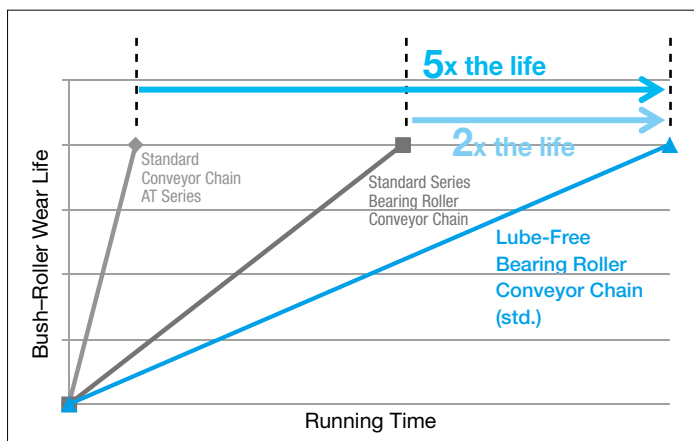 5x the life
2x the life
Standard
Conveyor Chain
AT Series
Standard Series
Bearing Roller
Conveyor Chain
Lube-Free
Bearing Roller
Conveyor Chain
(std.)
Bush–Roller Wear Life
Running Time